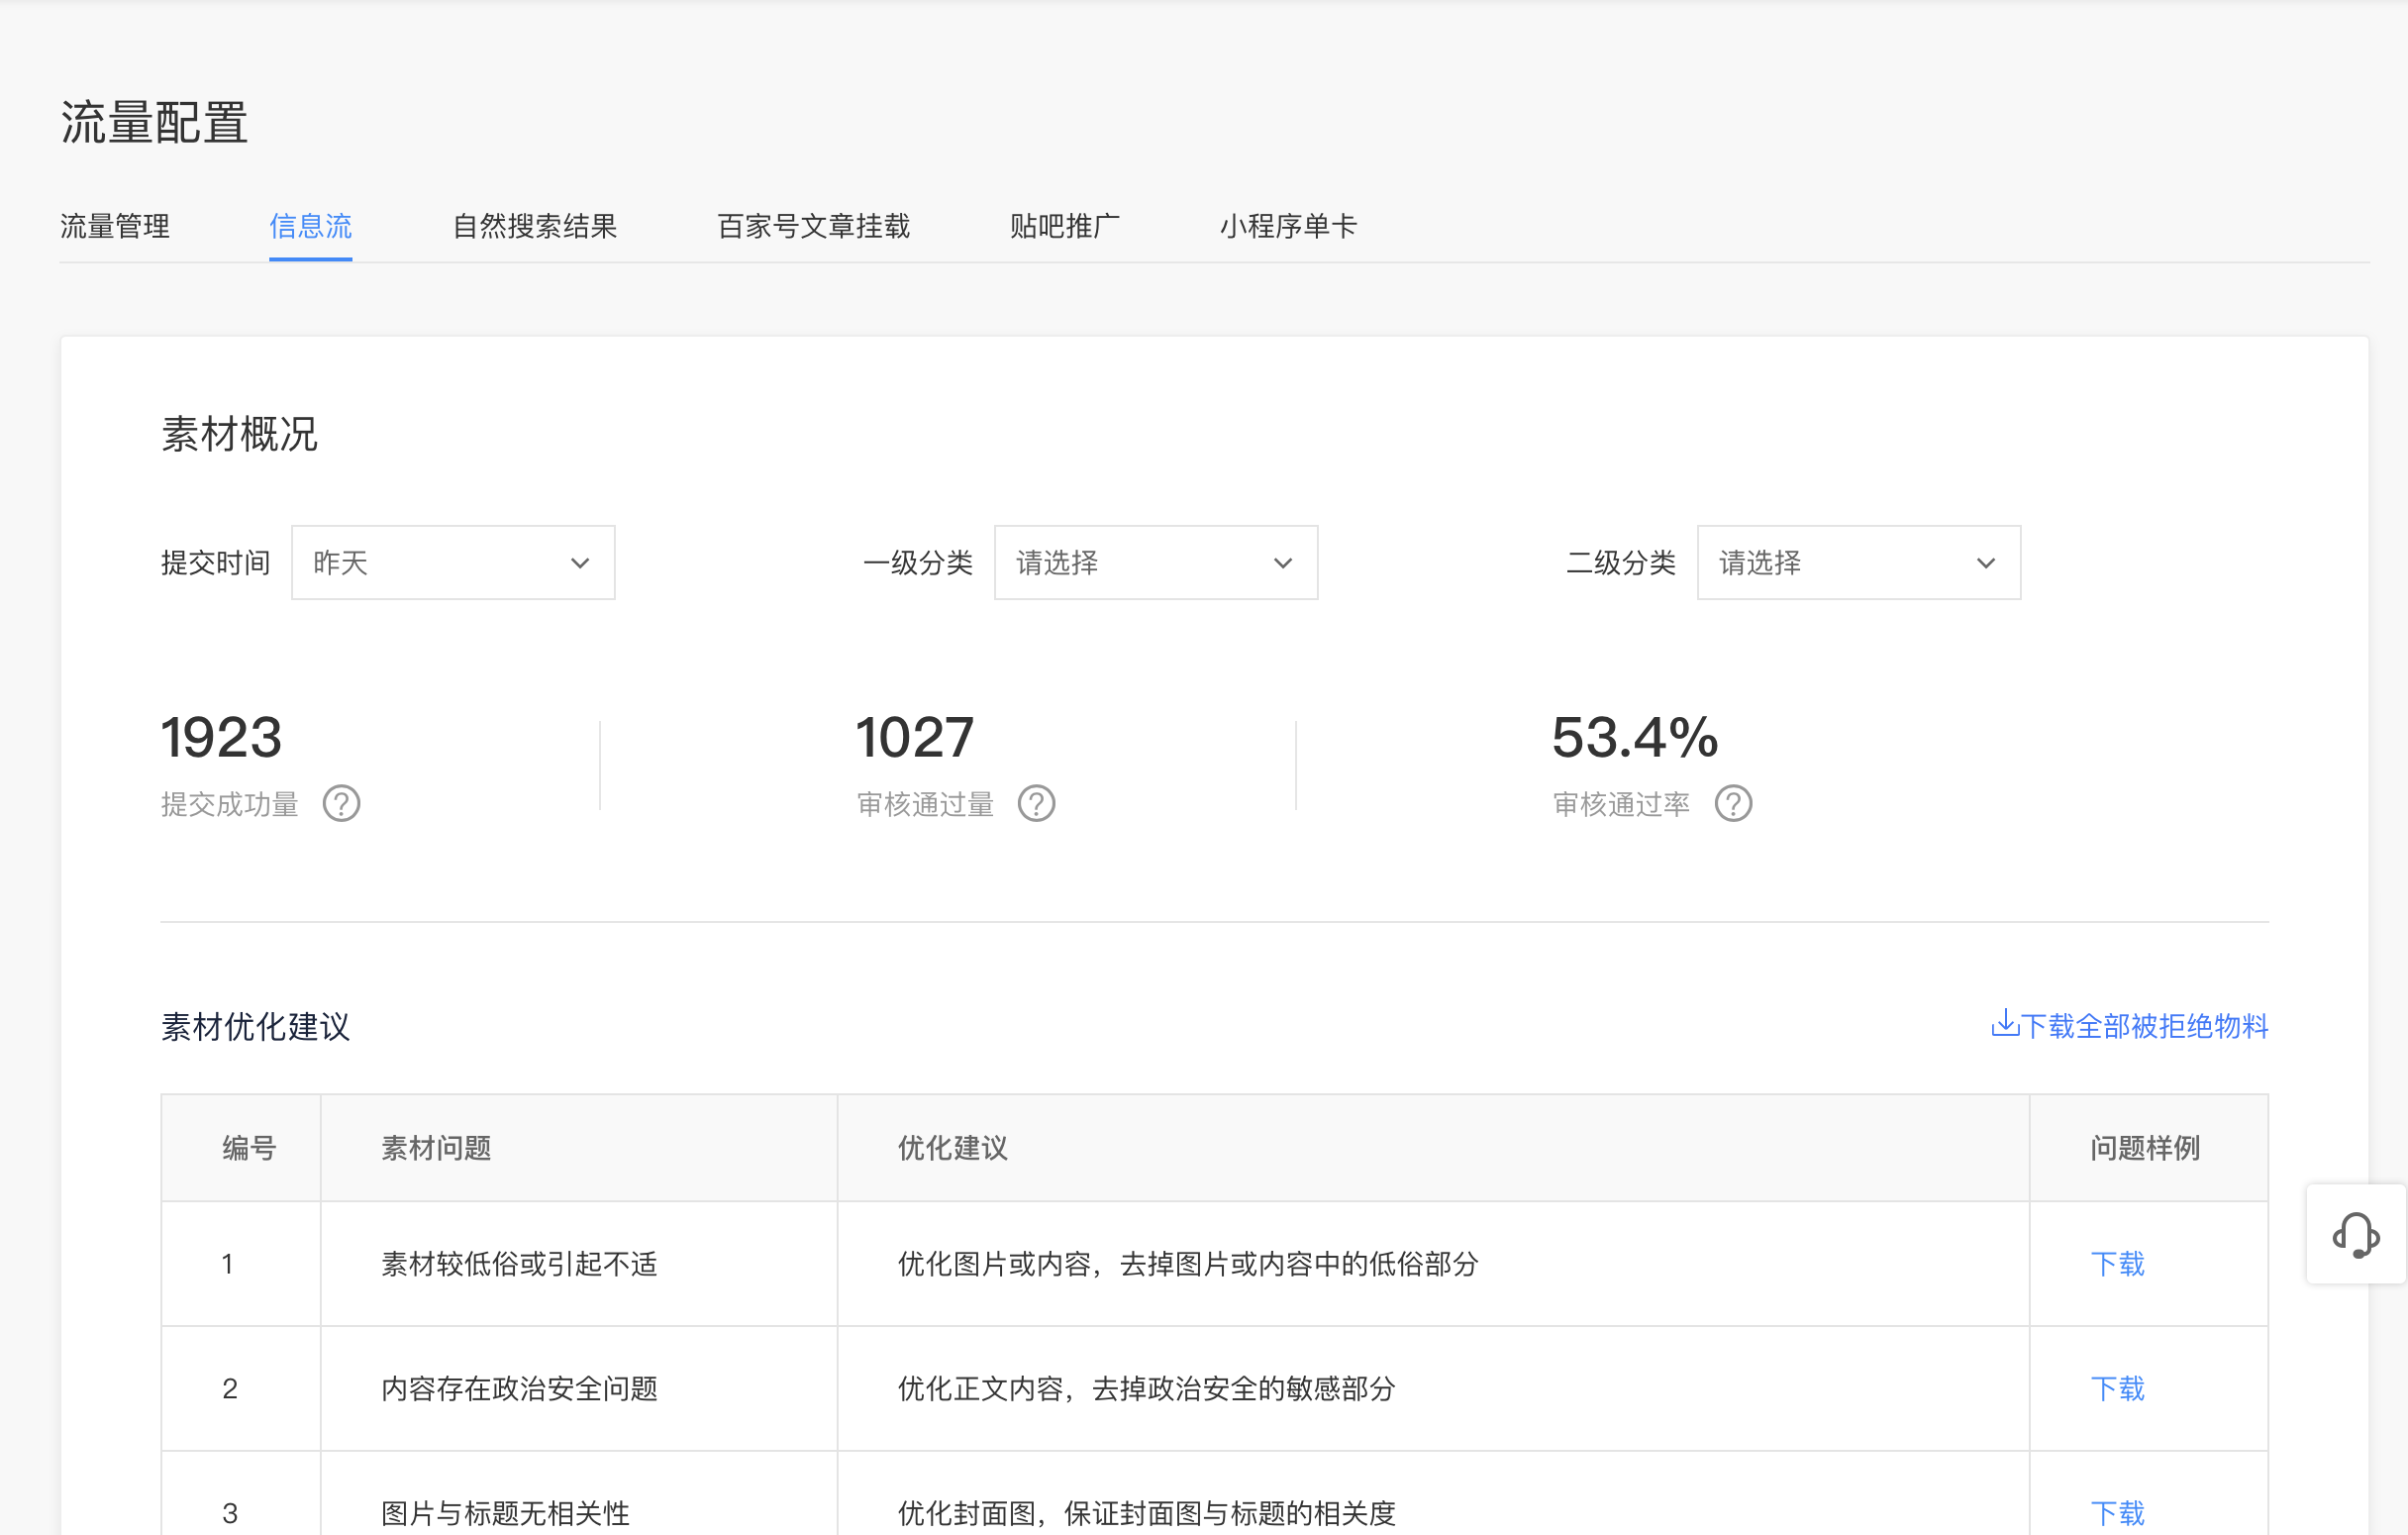 流量配置
流量管理 信息流 自然搜索结果 百家号文章挂载 贴吧推广 小程序单卡
素材概况
提交时间 昨天 一级分类 请选择 二级分类 请选择
1923 1027 53.4%
提交成功量 ? 审核通过量 ? 审核通过率 ?
素材优化建议 下载全部被拒绝物料
编号 素材问题 优化建议 问题样例
1 素材较低俗或引起不适 优化图片或内容，去掉图片或内容中的低俗部分 下载
2 内容存在政治安全问题 优化正文内容，去掉政治安全的敏感部分 下载
3 图片与标题无相关性 优化封面图，保证封面图与标题的相关度 下载